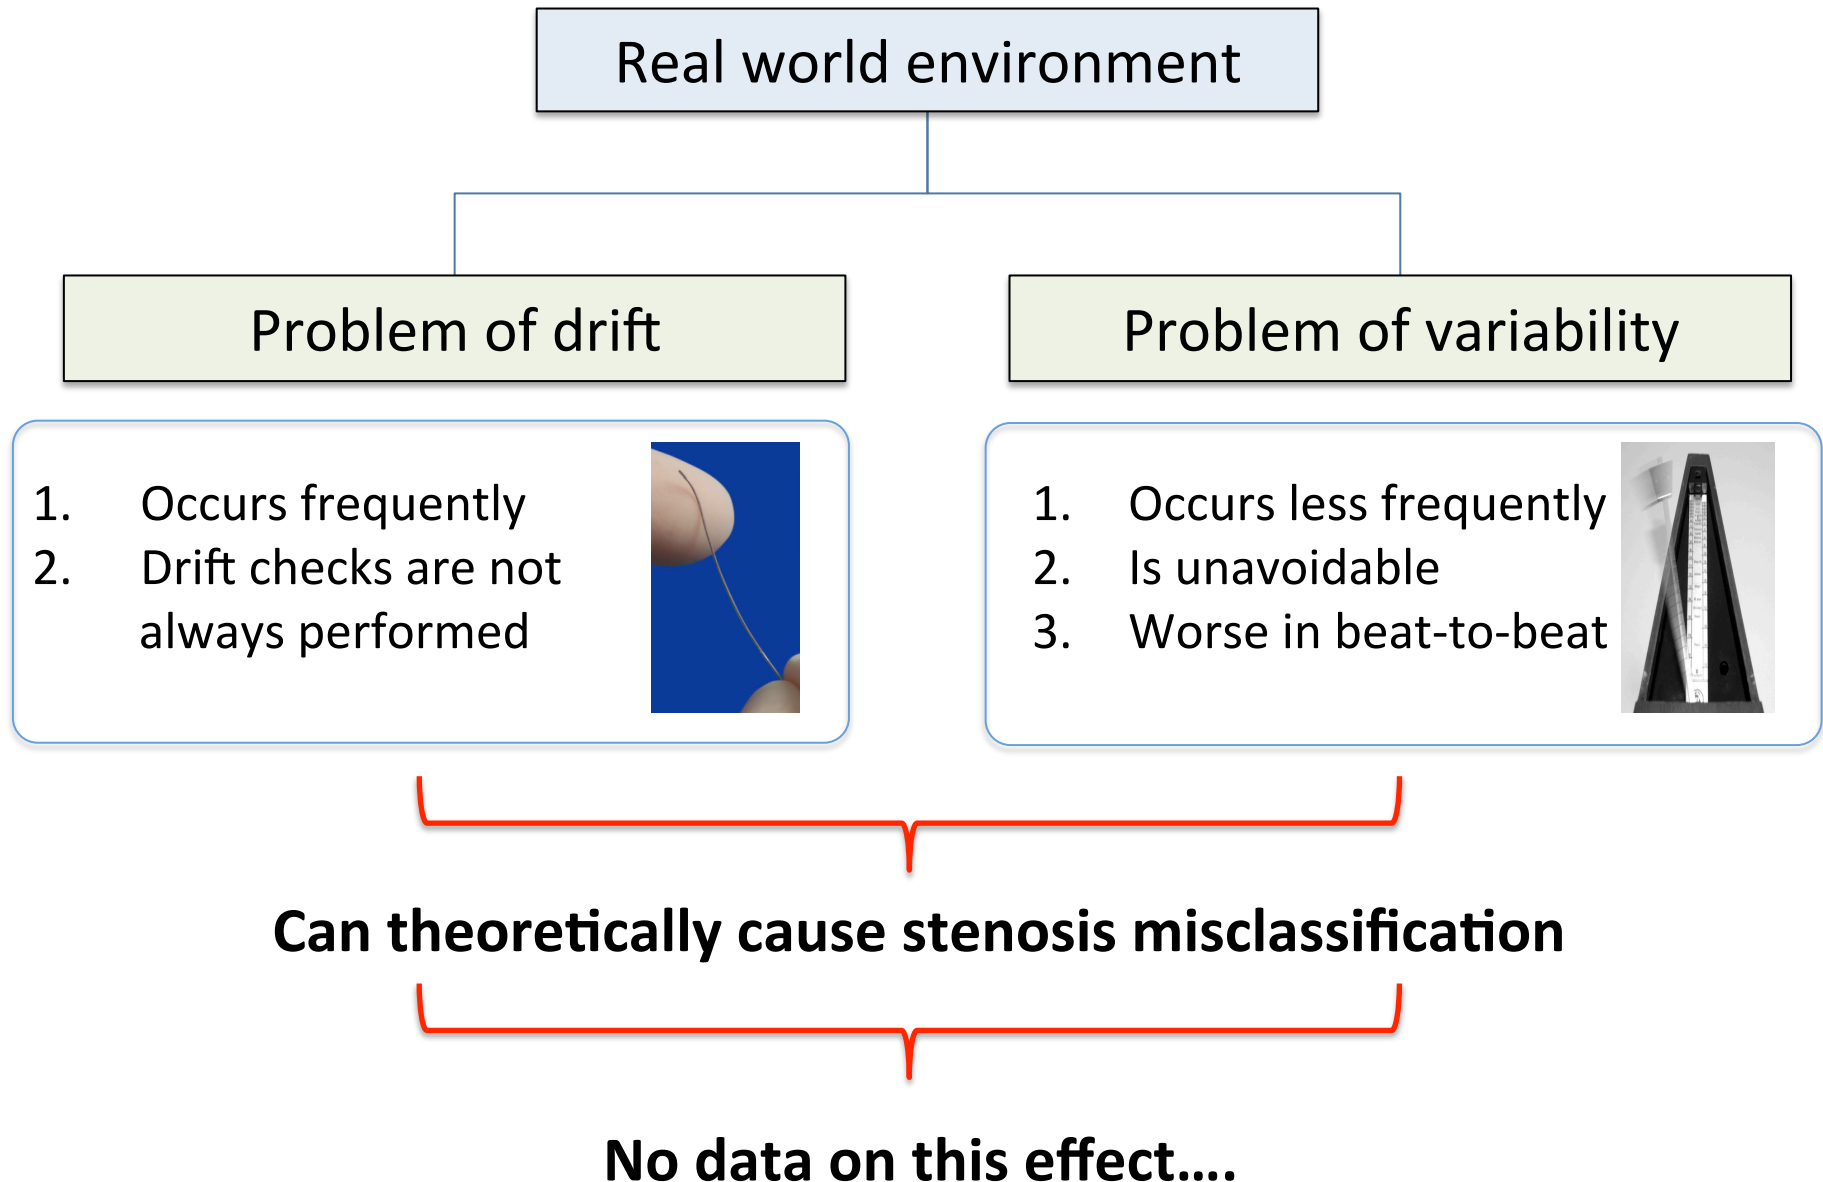 Real world environment
Problem of drift
Problem of variability
1. Occurs frequently
2. Drift checks are not
always performed
1. Occurs less frequently
2. Is unavoidable
3. Worse in beat-to-beat
Can theoretically cause stenosis misclassification
No data on this effect....